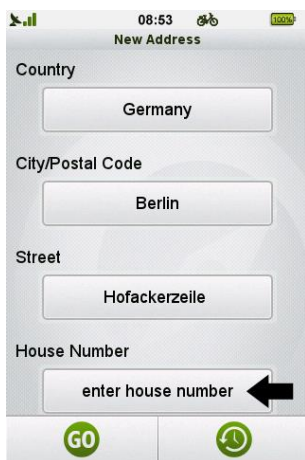 08:53
100%
New Address
Country
Germany
City/Postal Code
Berlin
Street
Hofackerzeile
House Number
enter house number
GO